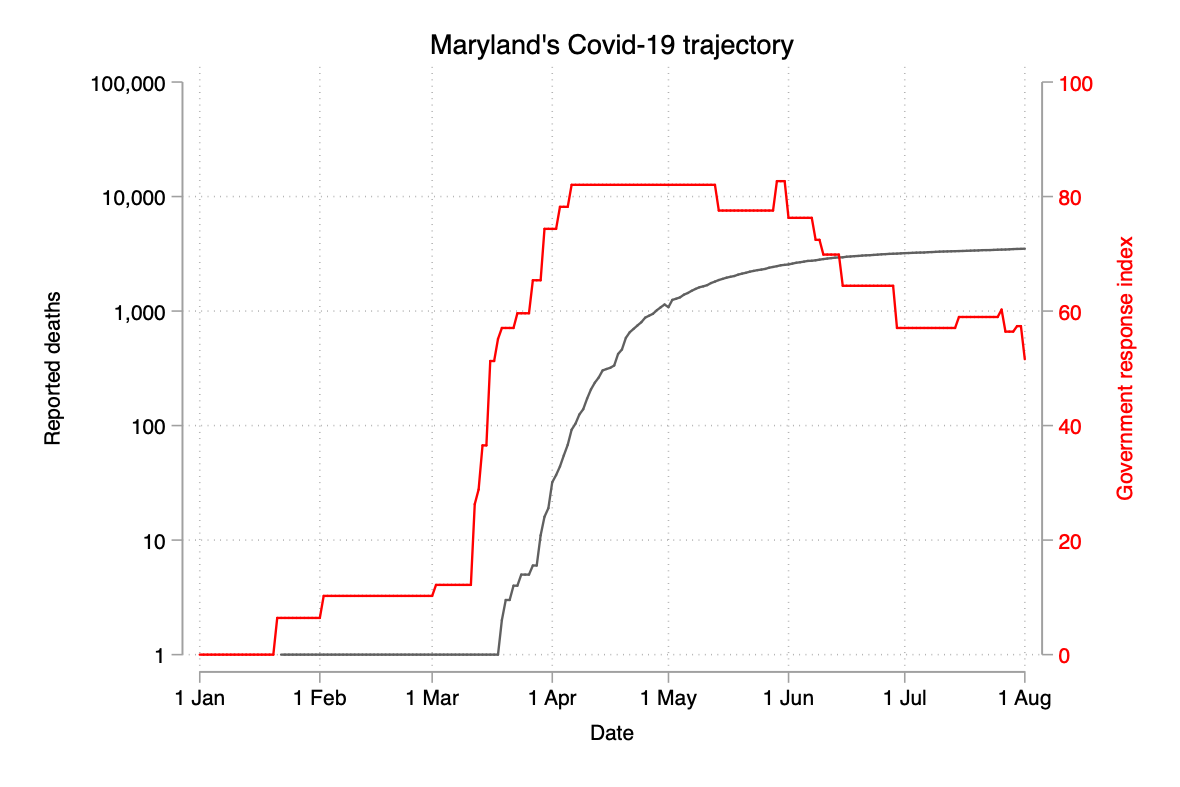 Maryland's Covid-19 trajectory
100,000
10,000
1,000
100
10
1
Reported deaths
100
80
60
40
20
0
Government response index
1 Jan 1 Feb 1 Mar 1 Apr 1 May 1 Jun 1 Jul 1 Aug
Date